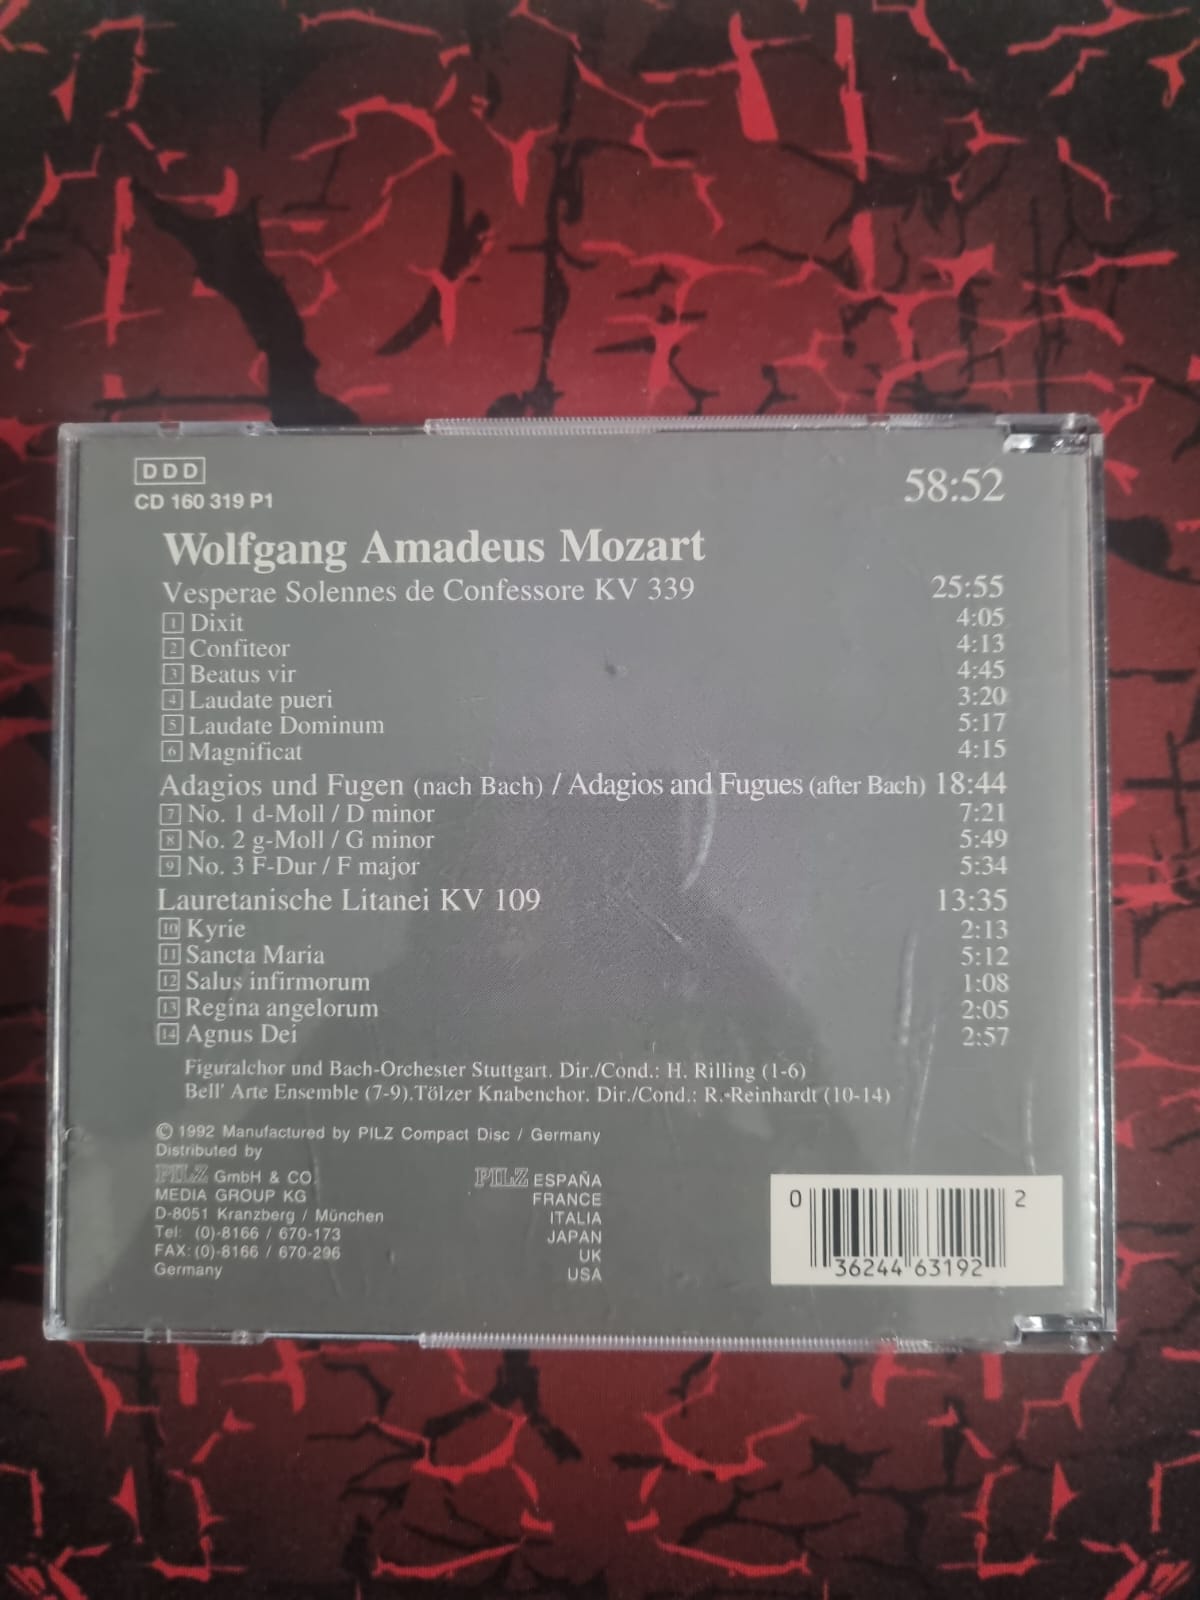 DDD
CD 160 319 P1
58:52
Wolfgang Amadeus Mozart
Vesperae Solennes de Confessore KV 339 25:55
1 Dixit 4:05
2 Confiteor 4:13
3 Beatus vir 4:45
4 Laudate pueri 3:20
5 Laudate Dominum 5:17
6 Magnificat 4:15
Adagios und Fugen (nach Bach) / Adagios and Fugues (after Bach) 18:44
7 No. 1 d-Moll / D minor 7:21
8 No. 2 g-Moll / G minor 5:49
9 No. 3 F-Dur / F major 5:34
Lauretanische Litanei KV 109 13:35
10 Kyrie 2:13
11 Sancta Maria 5:12
12 Salus infirmorum 1:08
13 Regina angelorum 2:05
14 Agnus Dei 2:57
Figuralchor und Bach-Orchester Stuttgart. Dir./Cond.: H. Rilling (1-6)
Bell' Arte Ensemble (7-9).Tölzer Knabenchor. Dir./Cond.: R. Reinhardt (10-14)
© 1992 Manufactured by PILZ Compact Disc / Germany
Distributed by
PILZ GmbH & CO.
MEDIA GROUP KG
D-8051 Kranzberg / München
Tel: (0)-8166 / 670-173
FAX: (0)-8166 / 670-296
Germany
PILZ ESPAÑA
FRANCE
ITALIA
JAPAN
UK
USA
0 36244 63192 2